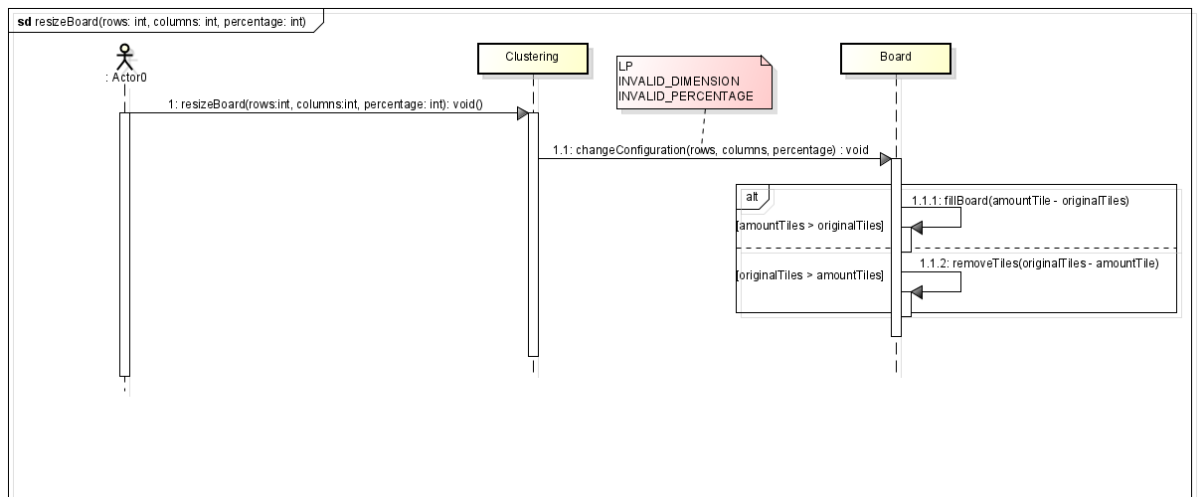 sd resizeBoard(rows: int, columns: int, percentage: int)
: Actor0
Clustering
LP
INVALID_DIMENSION
INVALID_PERCENTAGE
Board
1: resizeBoard(rows:int, columns:int, percentage: int): void()
1.1: changeConfiguration(rows, columns, percentage) : void
alt
1.1.1: fillBoard(amountTile - originalTiles)
[amountTiles > originalTiles]
1.1.2: removeTiles(originalTiles - amountTile)
[originalTiles > amountTiles]